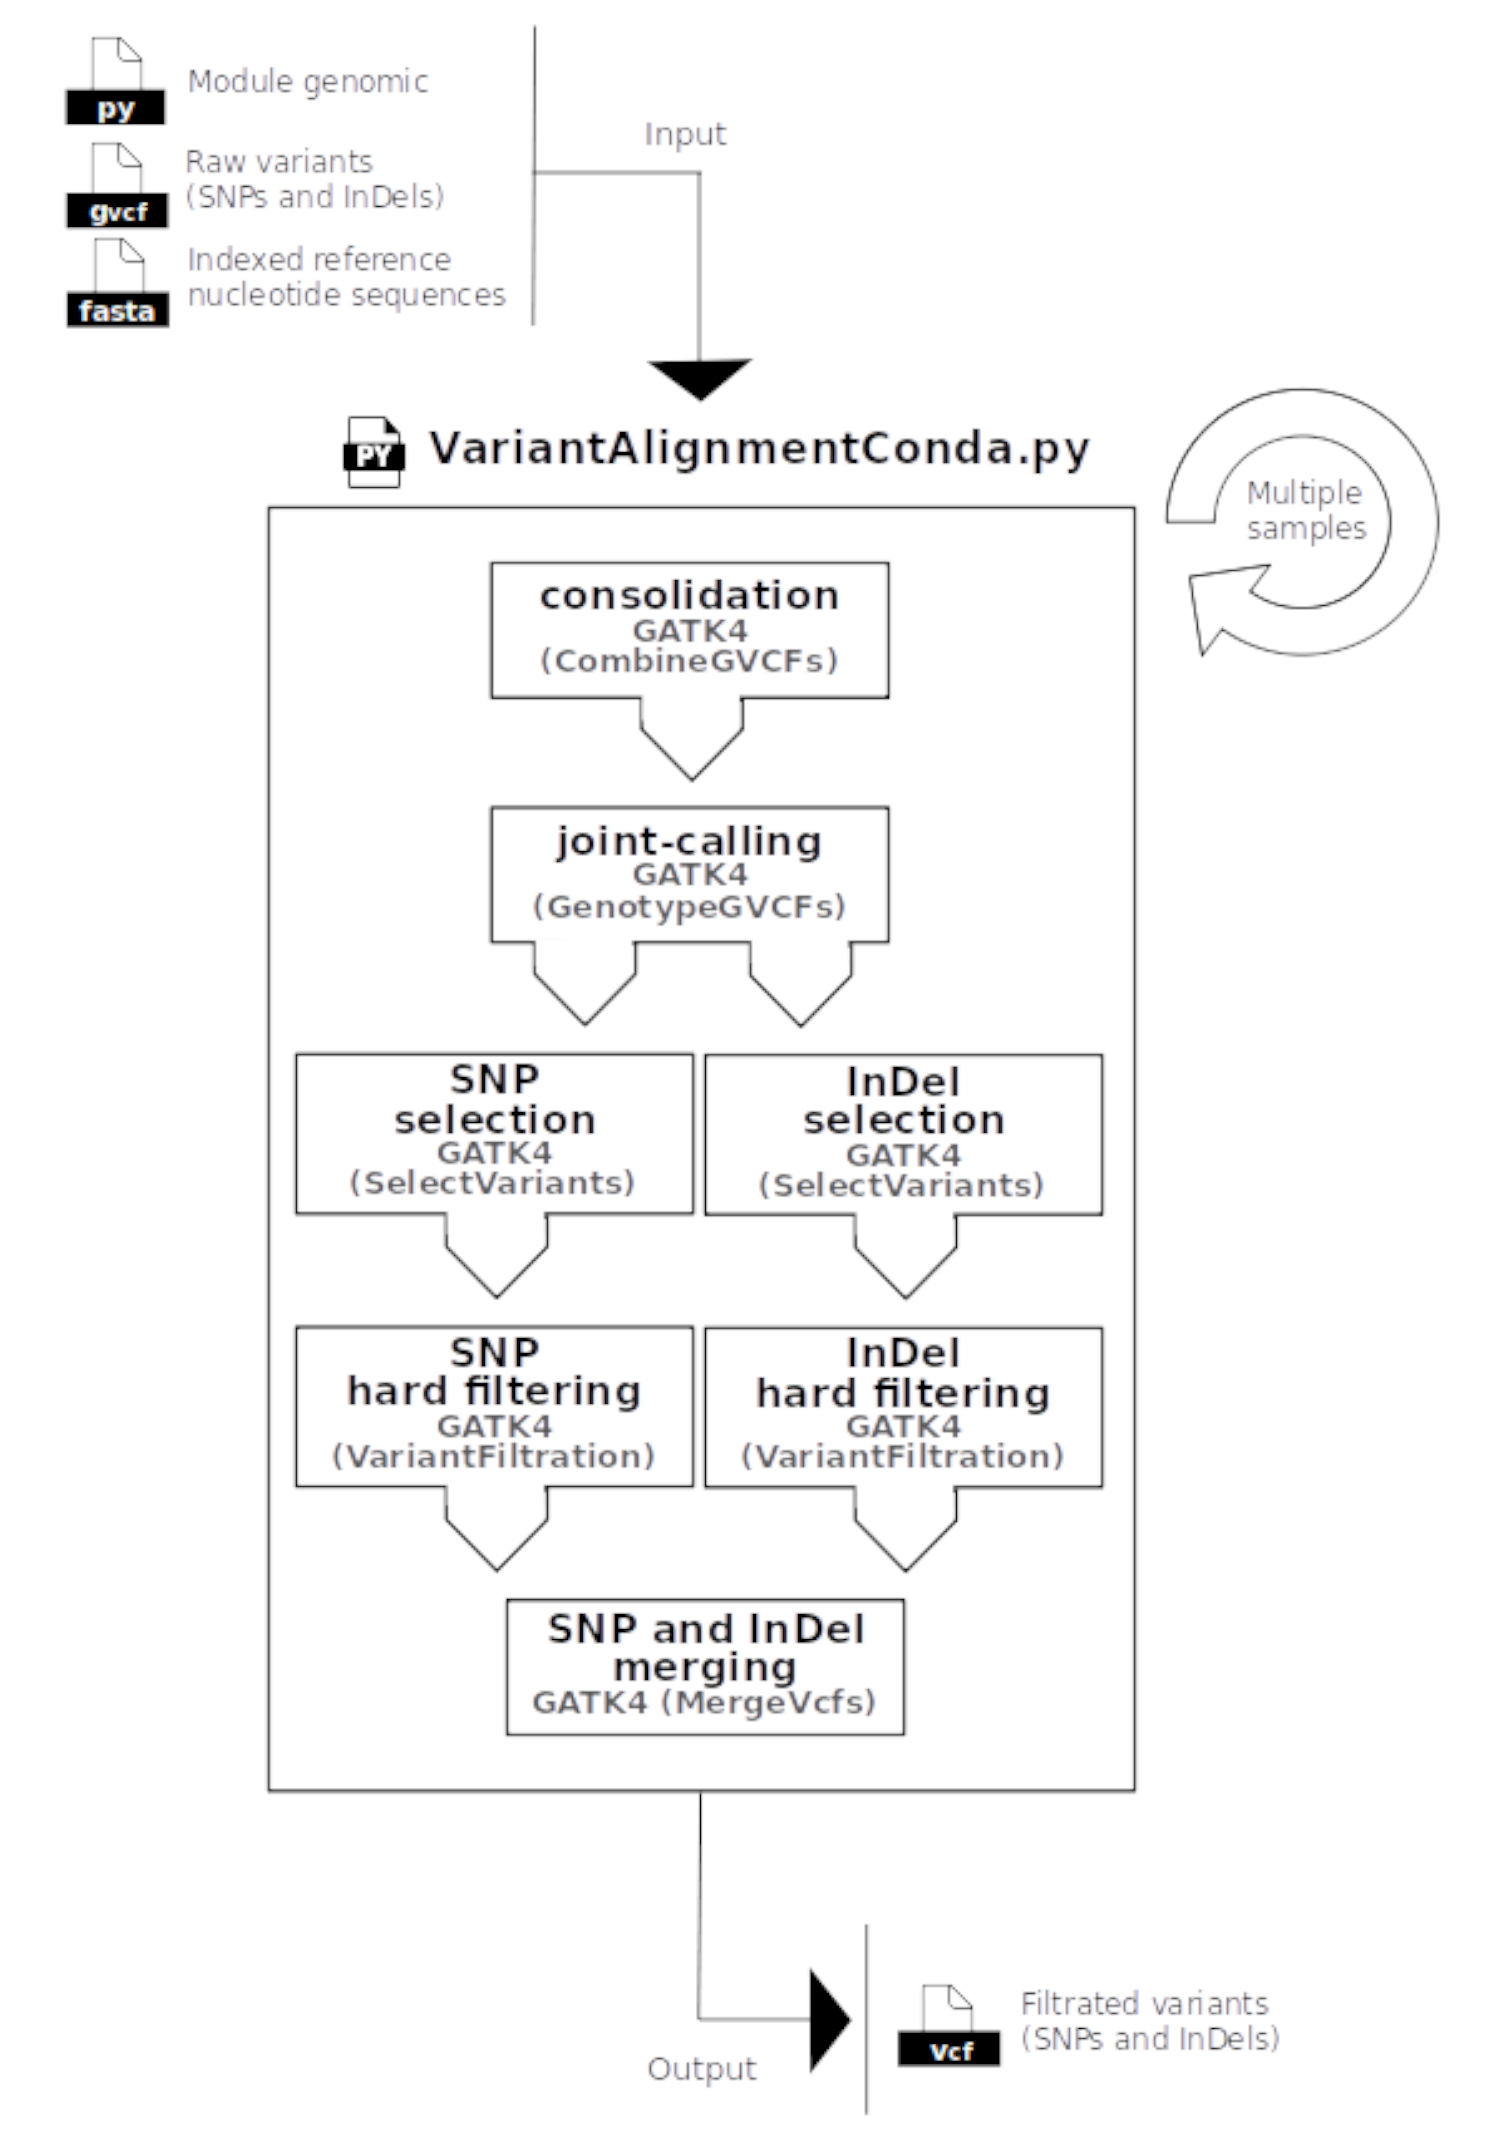 py
Module genomic
gvcf
Raw variants
(SNPs and InDels)
fasta
Indexed reference
nucleotide sequences
Input
PY
VariantAlignmentConda.py
Multiple
samples
consolidation
GATK4
(CombineGVCFs)
joint-calling
GATK4
(GenotypeGVCFs)
SNP
selection
GATK4
(SelectVariants)
InDel
selection
GATK4
(SelectVariants)
SNP
hard filtering
GATK4
(VariantFiltration)
InDel
hard filtering
GATK4
(VariantFiltration)
SNP and InDel
merging
GATK4 (MergeVcfs)
Output
vcf
Filtrated variants
(SNPs and InDels)